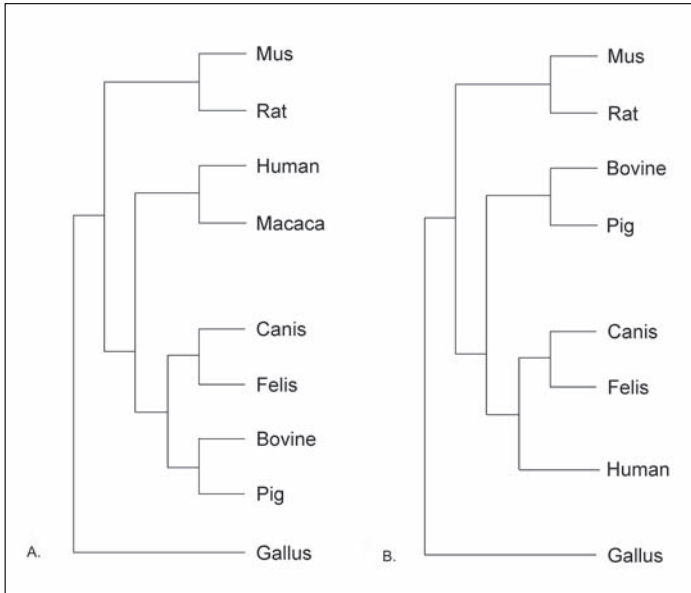 Mus
Rat
Human
Macaca
Canis
Felis
Bovine
Pig
A.
Gallus
Mus
Rat
Bovine
Pig
Canis
Felis
Human
B.
Gallus